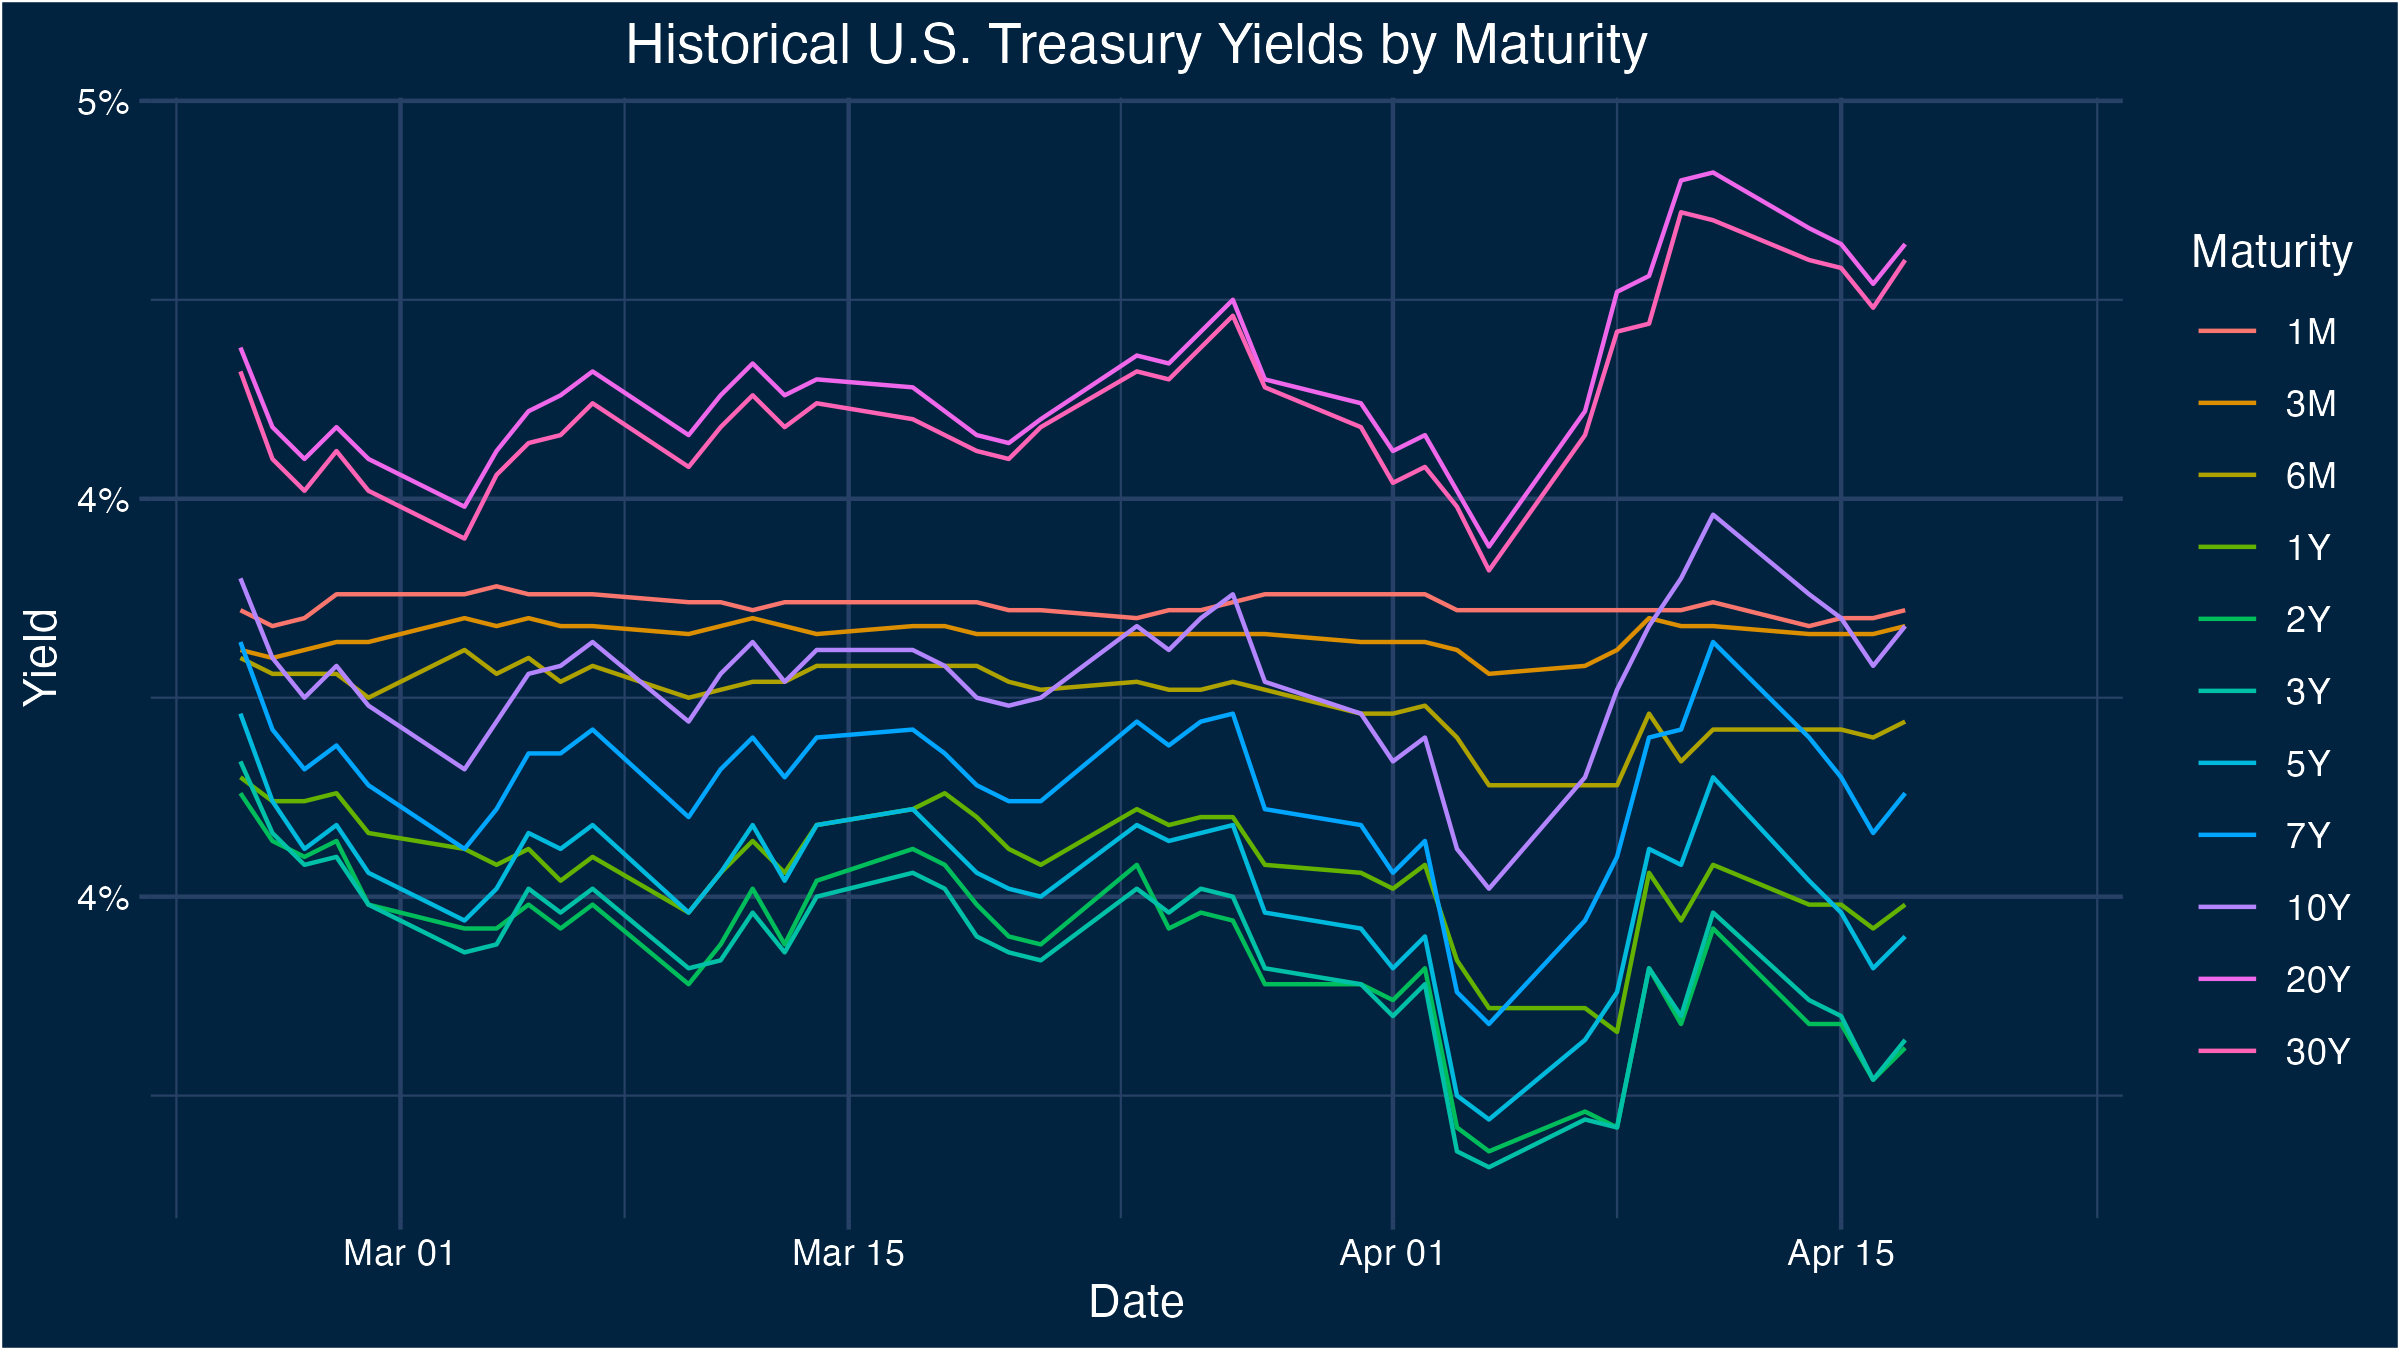 Historical U.S. Treasury Yields by Maturity
5%
4%
4%
Yield
Mar 01
Mar 15
Apr 01
Apr 15
Date
Maturity
1M
3M
6M
1Y
2Y
3Y
5Y
7Y
10Y
20Y
30Y